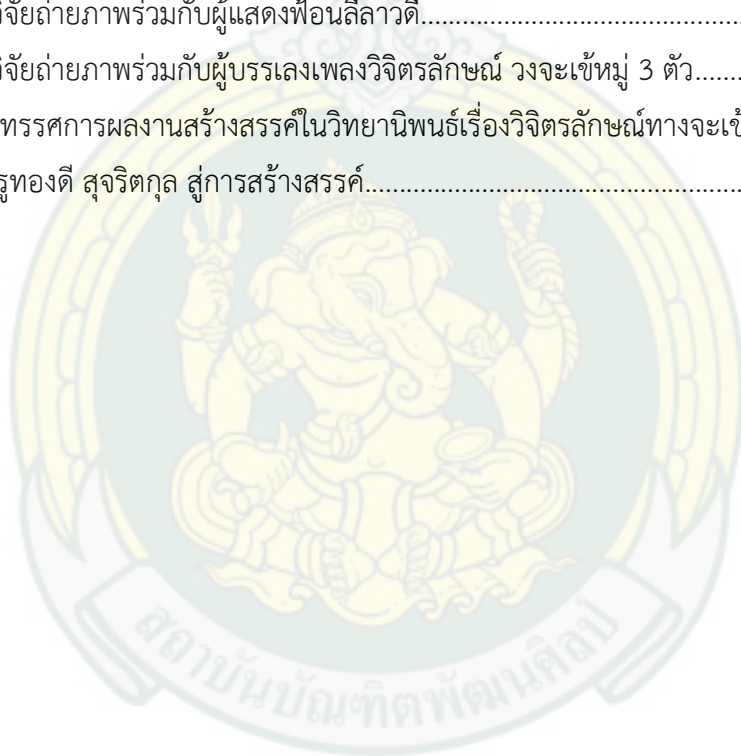 วิจัยถ่ายภาพร่วมกับผู้แสดงฟ้อนลีลาวดี........................................
วิจัยถ่ายภาพร่วมกับผู้บรรเลงเพลงวิจิตรลักษณ์ วงจะเข้หมู่ 3 ตัว.......
ทรรศการผลงานสร้างสรรค์ในวิทยานิพนธ์เรื่องวิจิตรลักษณ์ทางจะเข้
รูทองดี สุจริตกุล สู่การสร้างสรรค์..............................................
สถาบันบัณฑิตพัฒนศิลป์